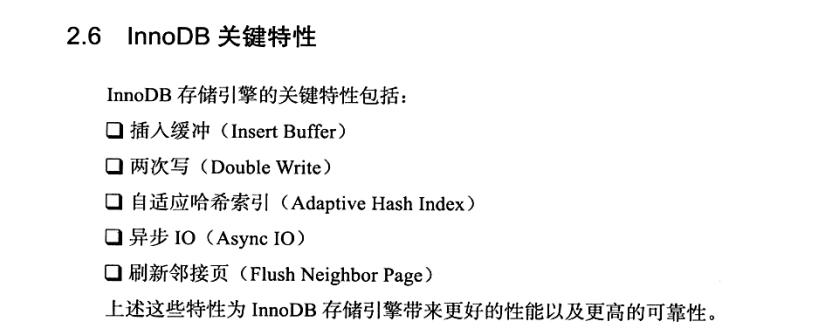 2.6 InnoDB 关键特性
InnoDB 存储引擎的关键特性包括：
❑ 插入缓冲（Insert Buffer）
❑ 两次写（Double Write）
❑ 自适应哈希索引（Adaptive Hash Index）
❑ 异步 IO（Async IO）
❑ 刷新邻接页（Flush Neighbor Page）
上述这些特性为 InnoDB 存储引擎带来更好的性能以及更高的可靠性。